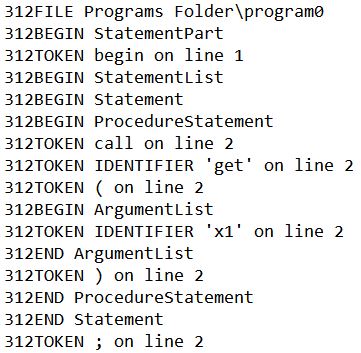 312FILE Programs Folder\program0
312BEGIN StatementPart
312TOKEN begin on line 1
312BEGIN StatementList
312BEGIN Statement
312BEGIN ProcedureStatement
312TOKEN call on line 2
312TOKEN IDENTIFIER 'get' on line 2
312TOKEN ( on line 2
312BEGIN ArgumentList
312TOKEN IDENTIFIER 'x1' on line 2
312END ArgumentList
312TOKEN ) on line 2
312END ProcedureStatement
312END Statement
312TOKEN ; on line 2